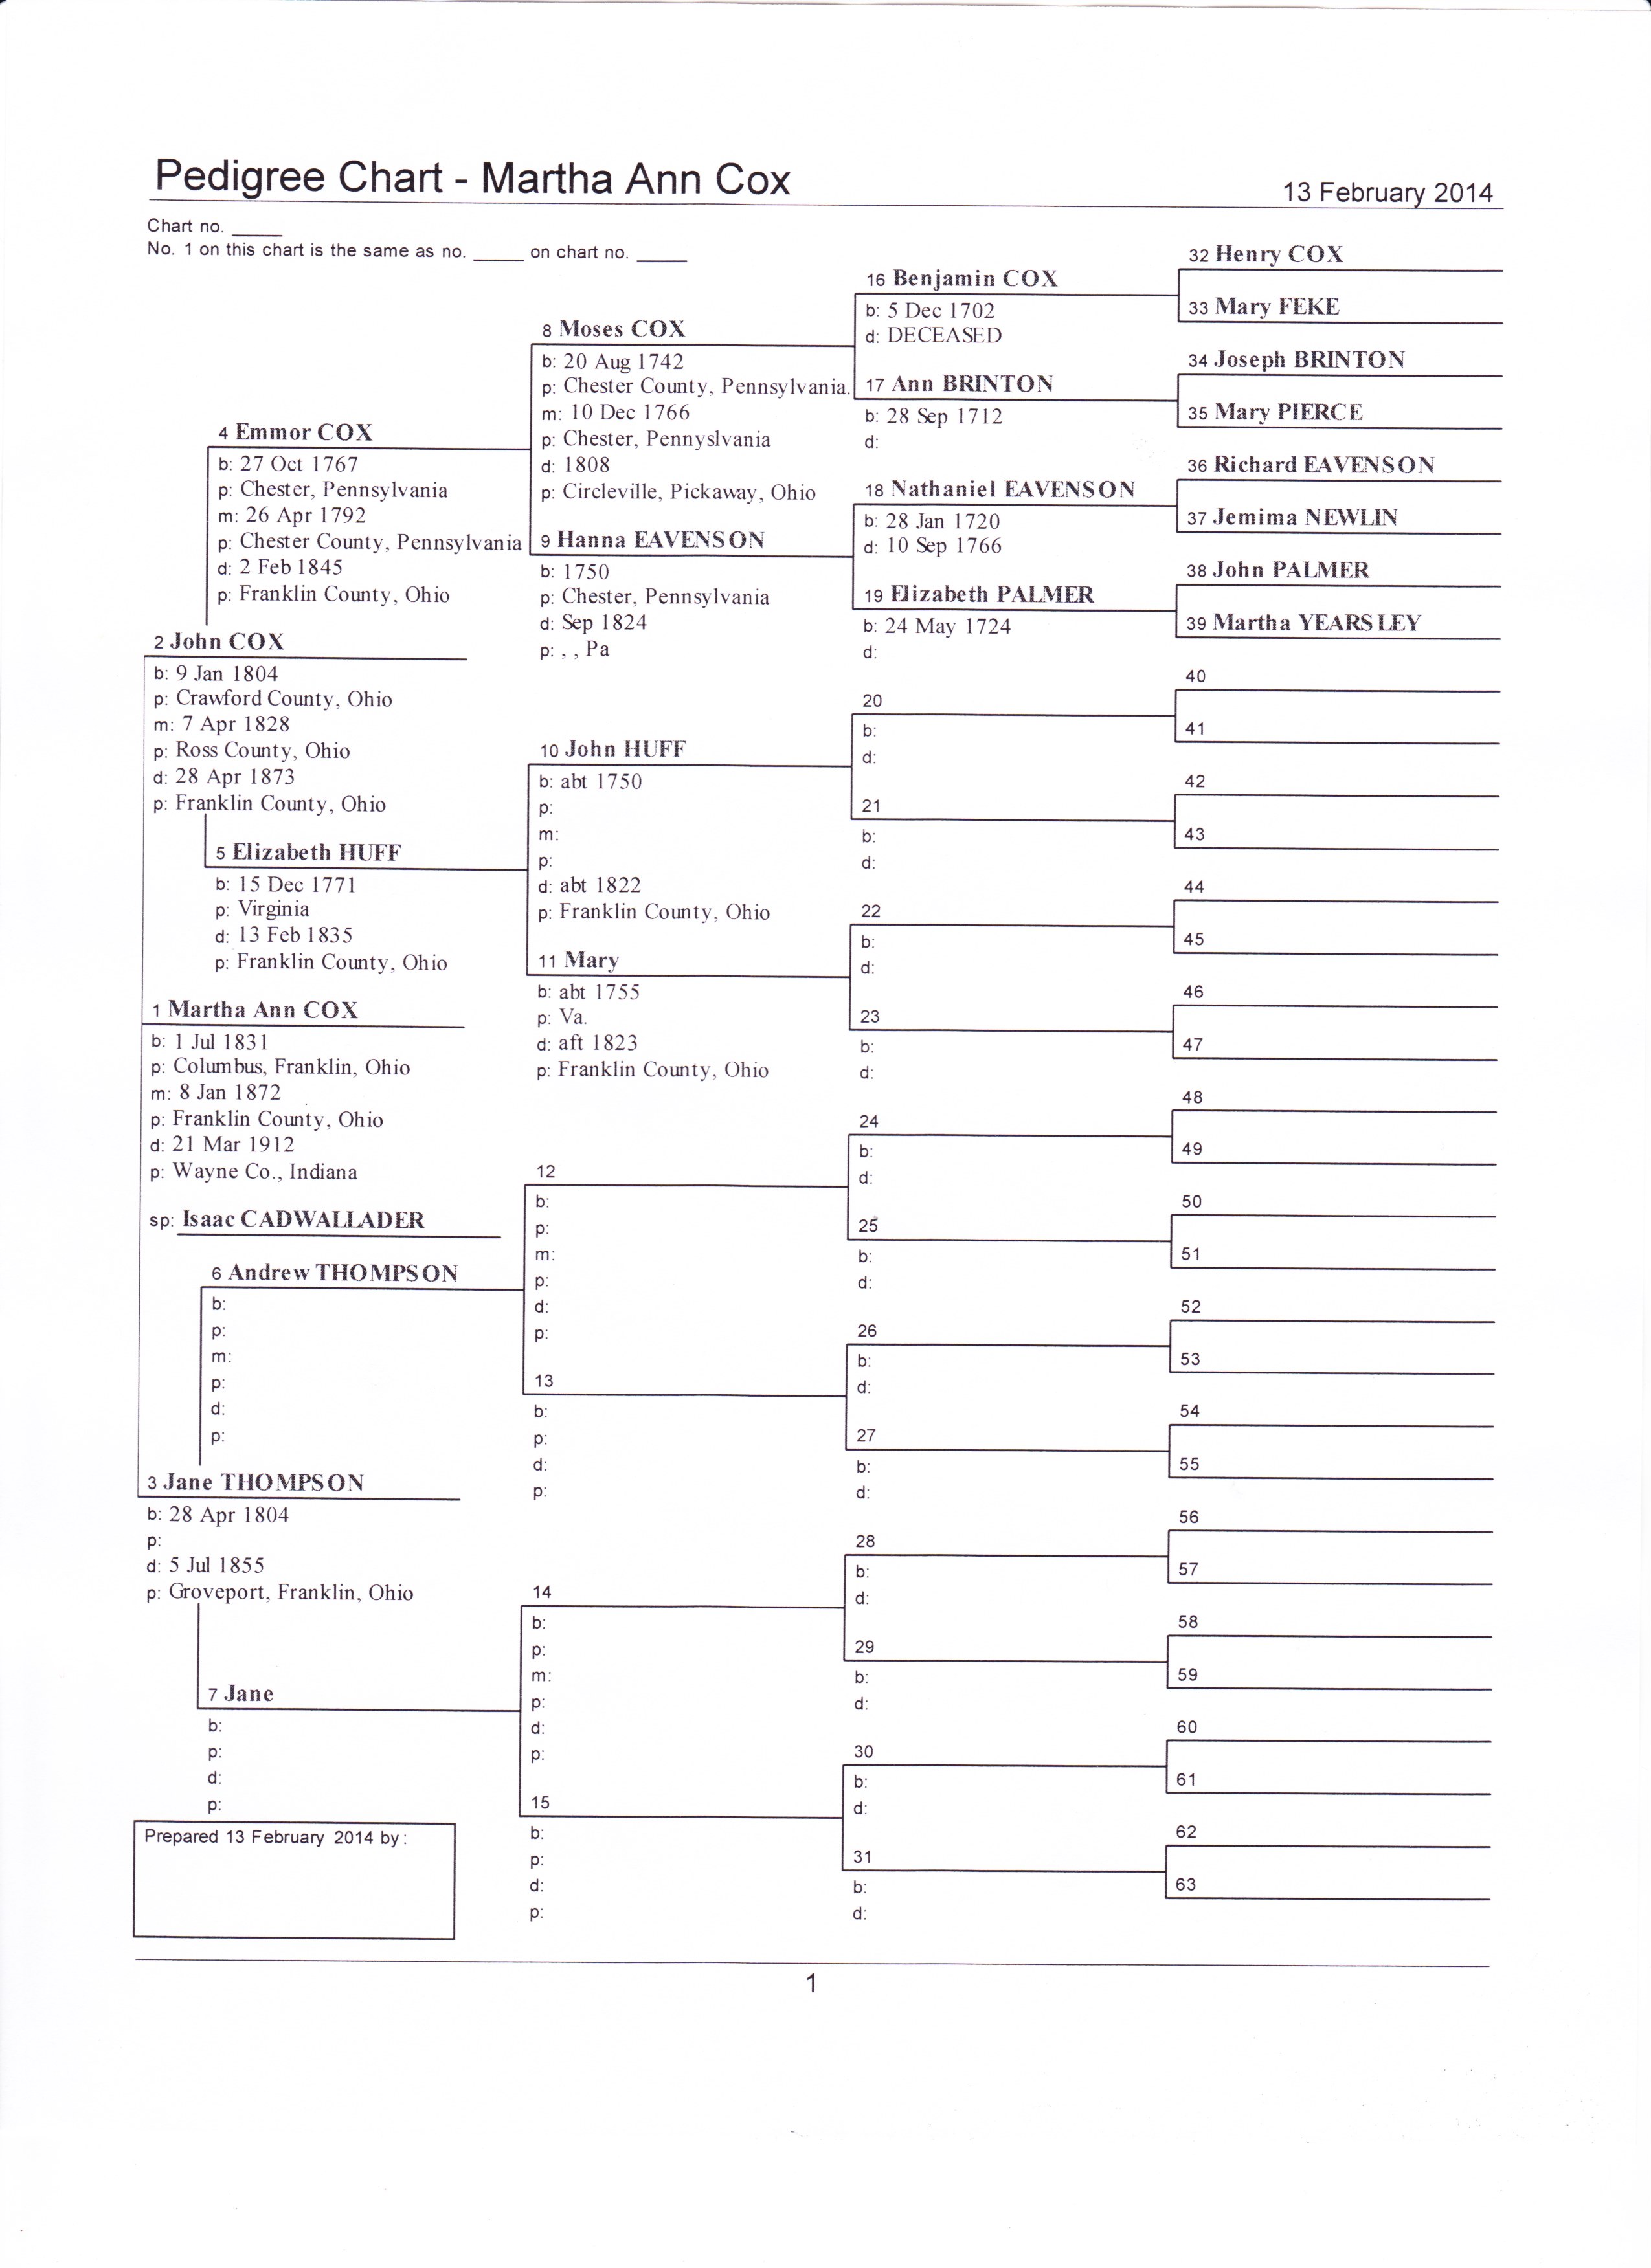 Pedigree Chart - Martha Ann Cox
13 February 2014
Chart no. _____
No. 1 on this chart is the same as no. _____ on chart no. _____
2 John COX
b: 9 Jan 1804
p: Crawford County, Ohio
m: 7 Apr 1828
p: Ross County, Ohio
d: 28 Apr 1873
p: Franklin County, Ohio
1 Martha Ann COX
b: 1 Jul 1831
p: Columbus, Franklin, Ohio
m: 8 Jan 1872
p: Franklin County, Ohio
d: 21 Mar 1912
p: Wayne Co., Indiana
sp: Isaac CADWALLADER
3 Jane THOMPSON
b: 28 Apr 1804
p:
d: 5 Jul 1855
p: Groveport, Franklin, Ohio
4 Emmor COX
b: 27 Oct 1767
p: Chester, Pennsylvania
m: 26 Apr 1792
p: Chester County, Pennsylvania
d: 2 Feb 1845
p: Franklin County, Ohio
5 Elizabeth HUFF
b: 15 Dec 1771
p: Virginia
d: 13 Feb 1835
p: Franklin County, Ohio
6 Andrew THOMPSON
b:
p:
m:
p:
d:
p:
7 Jane
b:
p:
d:
p:
8 Moses COX
b: 20 Aug 1742
p: Chester County, Pennsylvania.
m: 10 Dec 1766
p: Chester, Pennyslvania
d: 1808
p: Circleville, Pickaway, Ohio
9 Hanna EAVENSON
b: 1750
p: Chester, Pennsylvania
d: Sep 1824
p: , , Pa
10 John HUFF
b: abt 1750
p:
m:
p:
d: abt 1822
p: Franklin County, Ohio
11 Mary
b: abt 1755
p: Va.
d: aft 1823
p: Franklin County, Ohio
12
b:
p:
m:
p:
d:
p:
13
b:
p:
d:
p:
14
b:
p:
m:
p:
d:
p:
15
b:
p:
d:
p:
16 Benjamin COX
b: 5 Dec 1702
d: DECEASED
17 Ann BRINTON
b: 28 Sep 1712
d:
18 Nathaniel EAVENSON
b: 28 Jan 1720
d: 10 Sep 1766
19 Elizabeth PALMER
b: 24 May 1724
d:
20
b:
d:
21
b:
d:
22
b:
d:
23
b:
d:
24
b:
d:
25
b:
d:
26
b:
d:
27
b:
d:
28
b:
d:
29
b:
d:
30
b:
d:
31
b:
d:
32 Henry COX
33 Mary FEKE
34 Joseph BRINTON
35 Mary PIERCE
36 Richard EAVENSON
37 Jemima NEWLIN
38 John PALMER
39 Martha YEARSLEY
40
41
42
43
44
45
46
47
48
49
50
51
52
53
54
55
56
57
58
59
60
61
62
63
Prepared 13 February 2014 by:
1